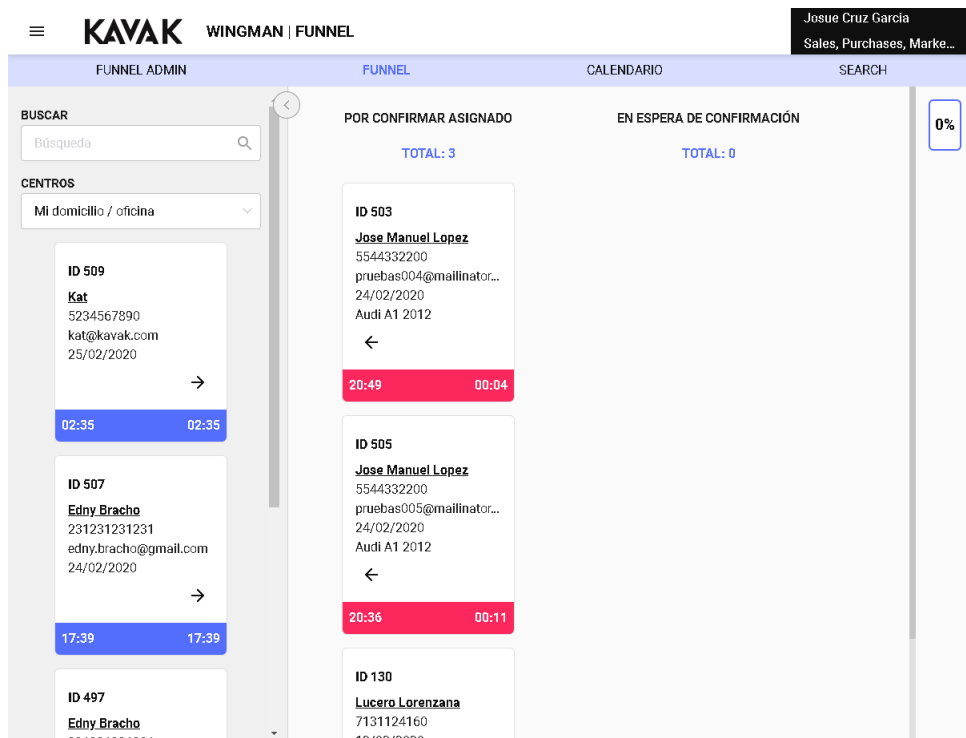 KAVAK WINGMAN | FUNNEL
Josue Cruz Garcia
Sales, Purchases, Marke...
FUNNEL ADMIN FUNNEL CALENDARIO SEARCH
BUSCAR
Búsqueda
CENTROS
Mi domicilio / oficina
ID 509
Kat
5234567890
kat@kavak.com
25/02/2020
02:35 02:35
ID 507
Edny Bracho
231231231231
edny.bracho@gmail.com
24/02/2020
17:39 17:39
ID 497
Edny Bracho
POR CONFIRMAR ASIGNADO
TOTAL: 3
ID 503
Jose Manuel Lopez
5544332200
pruebas004@mailinator...
24/02/2020
Audi A1 2012
20:49 00:04
ID 505
Jose Manuel Lopez
5544332200
pruebas005@mailinator...
24/02/2020
Audi A1 2012
20:36 00:11
ID 130
Lucero Lorenzana
7131124160
EN ESPERA DE CONFIRMACIÓN
TOTAL: 0
0%